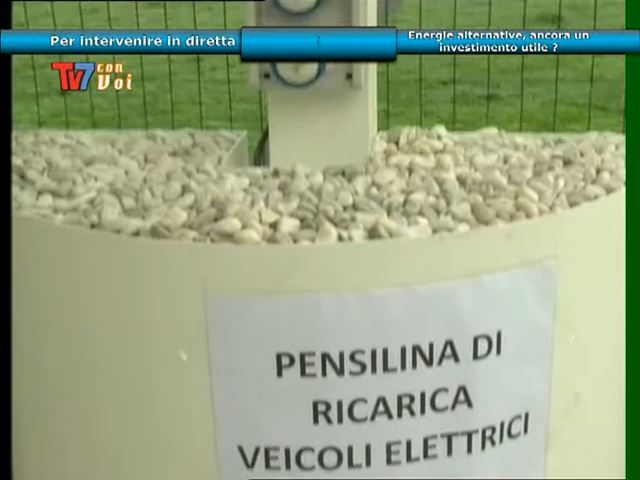 Per intervenire in diretta
Energie alternative, ancora un
investimento utile ?
TV7 con
Voi
PENSILINA DI
RICARICA
VEICOLI ELETTRICI